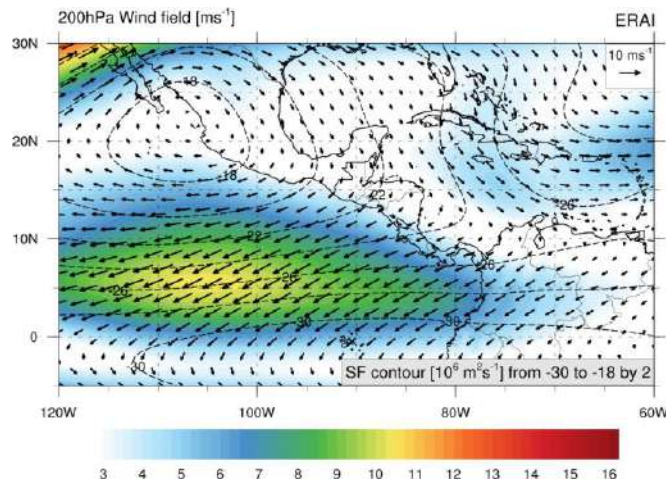 200hPa Wind field [ms⁻¹] ERAI
30N
10 ms⁻¹
-18
20N
-18
-22
-26
10N
-22
-26
-26
-26
-30
-30
0
-30
SF contour [10⁶ m²s⁻¹] from -30 to -18 by 2
120W 100W 80W 60W
3 4 5 6 7 8 9 10 11 12 13 14 15 16